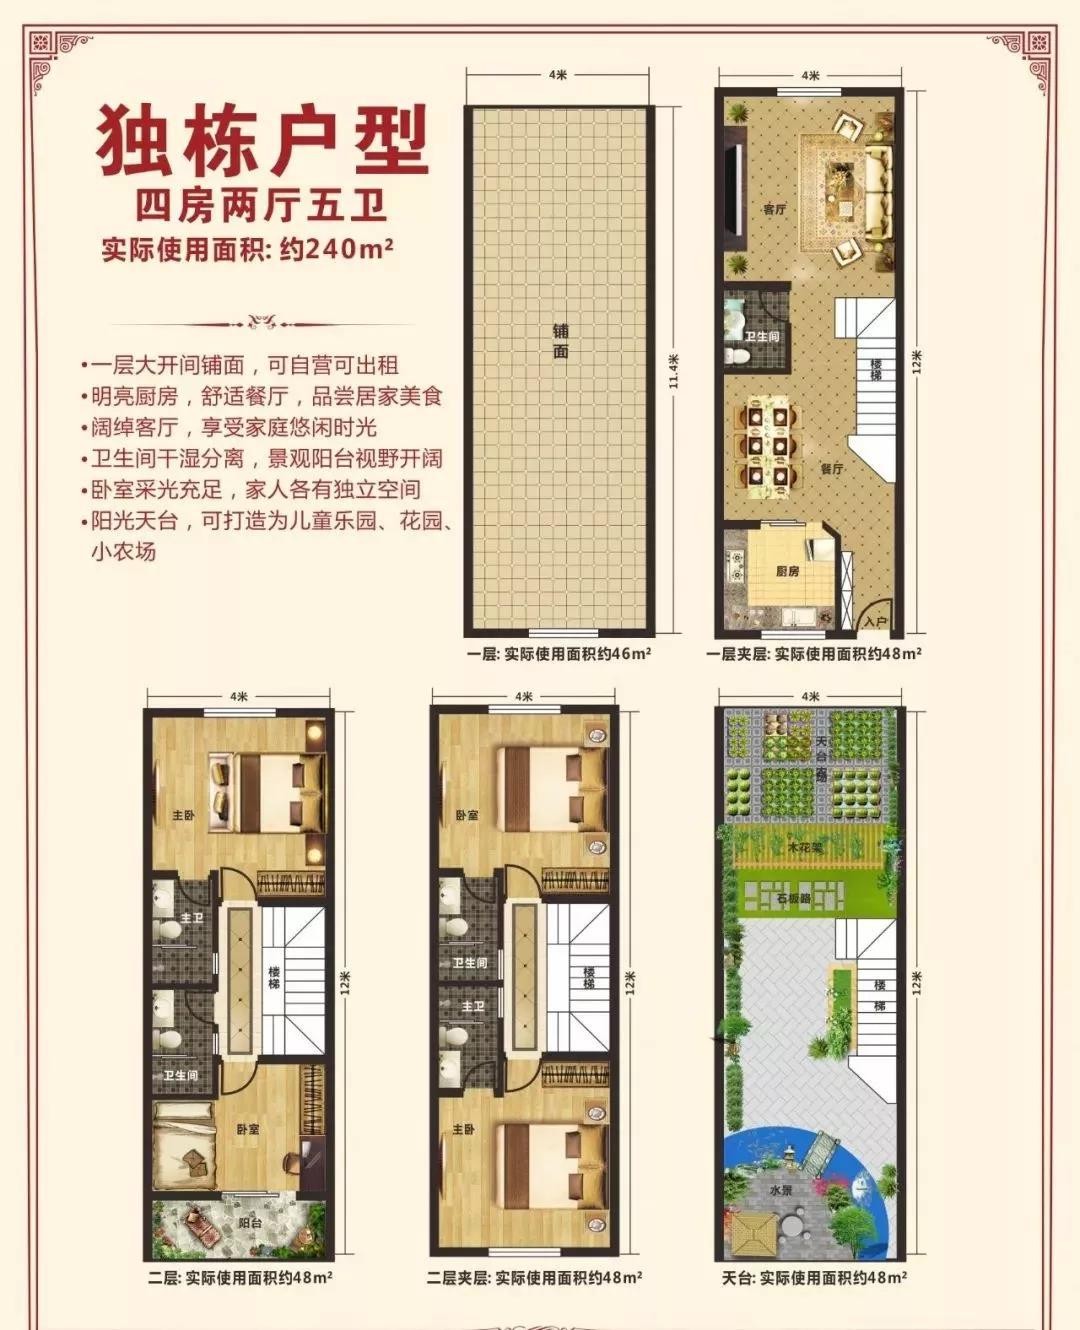 独栋户型
四房两厅五卫
实际使用面积: 约240m²
•一层大开间铺面，可自营可出租
•明亮厨房，舒适餐厅，品尝居家美食
•阔绰客厅，享受家庭悠闲时光
•卫生间干湿分离，景观阳台视野开阔
•卧室采光充足，家人各有独立空间
•阳光天台，可打造为儿童乐园、花园、
小农场
4米
铺面
11.4米
一层: 实际使用面积约46m²
4米
客厅
卫生间
楼梯
12米
餐厅
厨房
入户
一层夹层: 实际使用面积约48m²
4米
主卧
主卫
楼梯
12米
卫生间
卧室
阳台
二层: 实际使用面积约48m²
4米
卧室
卫生间
楼梯
12米
主卫
主卧
二层夹层: 实际使用面积约48m²
4米
天台农场
木花架
石板路
楼梯
12米
水景
天台: 实际使用面积约48m²